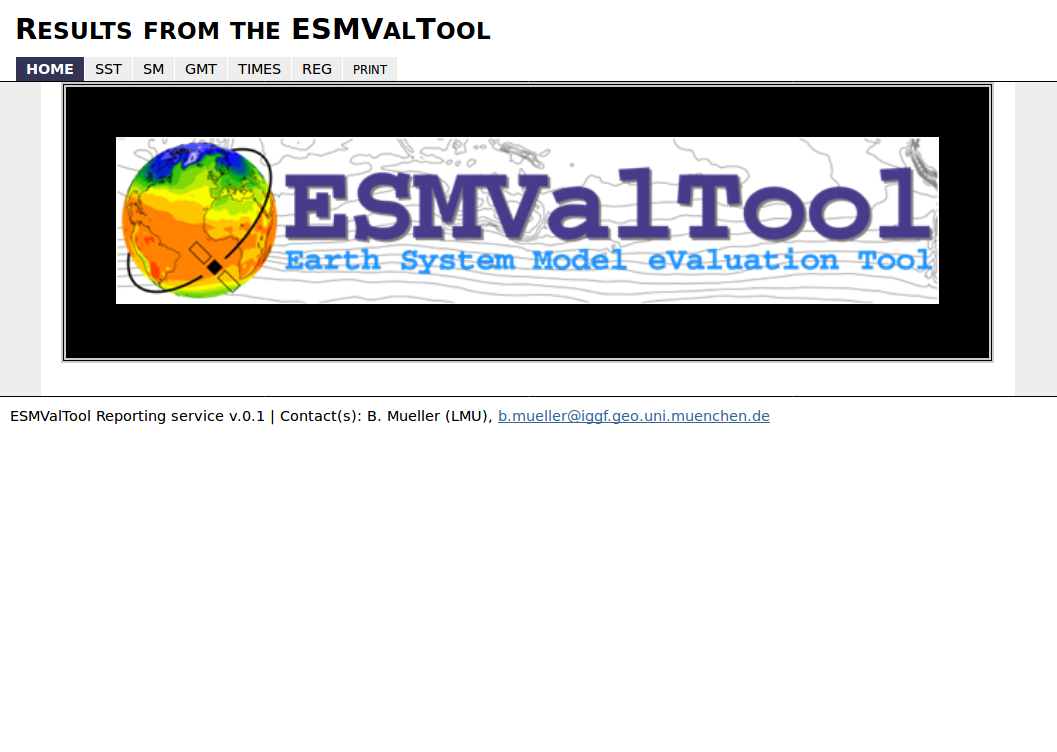 Results from the ESMValTool
HOME SST SM GMT TIMES REG PRINT
ESMValTool
Earth System Model eValuation Tool
ESMValTool Reporting service v.0.1 | Contact(s): B. Mueller (LMU), b.mueller@iggf.geo.uni.muenchen.de